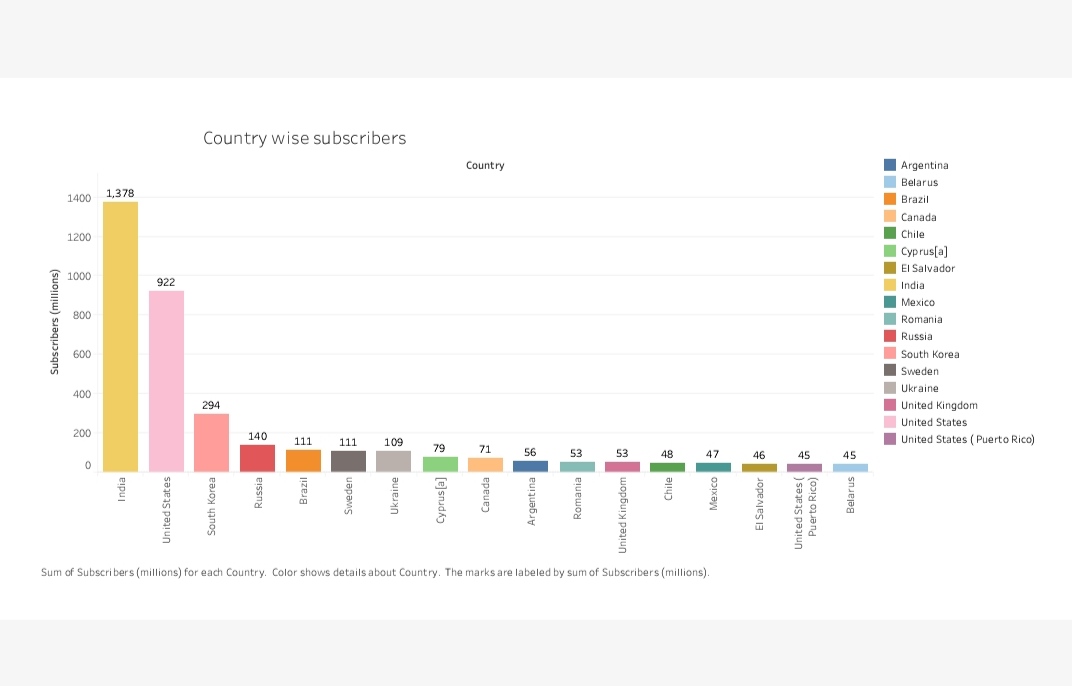 Country wise subscribers
Country
Subscribers (millions)
1400
1200
1000
800
600
400
200
0
1,378
922
294
140
111
111
109
79
71
56
53
53
48
47
46
45
45
India
United States
South Korea
Russia
Brazil
Sweden
Ukraine
Cyprus[a]
Canada
Argentina
Romania
United Kingdom
Chile
Mexico
El Salvador
United States (
Puerto Rico)
Belarus
Argentina
Belarus
Brazil
Canada
Chile
Cyprus[a]
El Salvador
India
Mexico
Romania
Russia
South Korea
Sweden
Ukraine
United Kingdom
United States
United States ( Puerto Rico)
Sum of Subscribers (millions) for each Country. Color shows details about Country. The marks are labeled by sum of Subscribers (millions).